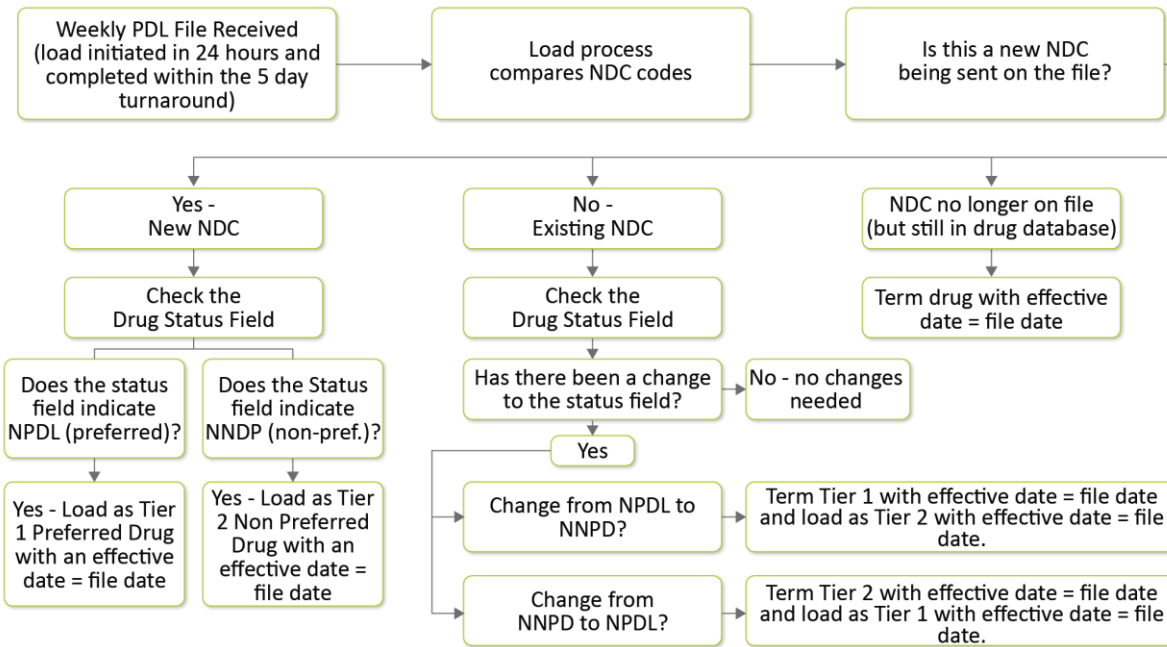 Weekly PDL File Received
(load initiated in 24 hours and
completed within the 5 day
turnaround)
Load process
compares NDC codes
Is this a new NDC
being sent on the file?
Yes -
New NDC
No -
Existing NDC
NDC no longer on file
(but still in drug database)
Check the
Drug Status Field
Check the
Drug Status Field
Term drug with effective
date = file date
Does the status
field indicate
NPDL (preferred)?
Does the Status
field indicate
NNDP (non-pref.)?
Has there been a change
to the status field?
No - no changes
needed
Yes
Yes - Load as Tier
1 Preferred Drug
with an effective
date = file date
Yes - Load as Tier
2 Non Preferred
Drug with an
effective date =
file date
Change from NPDL to
NNPD?
Term Tier 1 with effective date = file date
and load as Tier 2 with effective date = file
date.
Change from
NNPD to NPDL?
Term Tier 2 with effective date = file date
and load as Tier 1 with effective date = file
date.